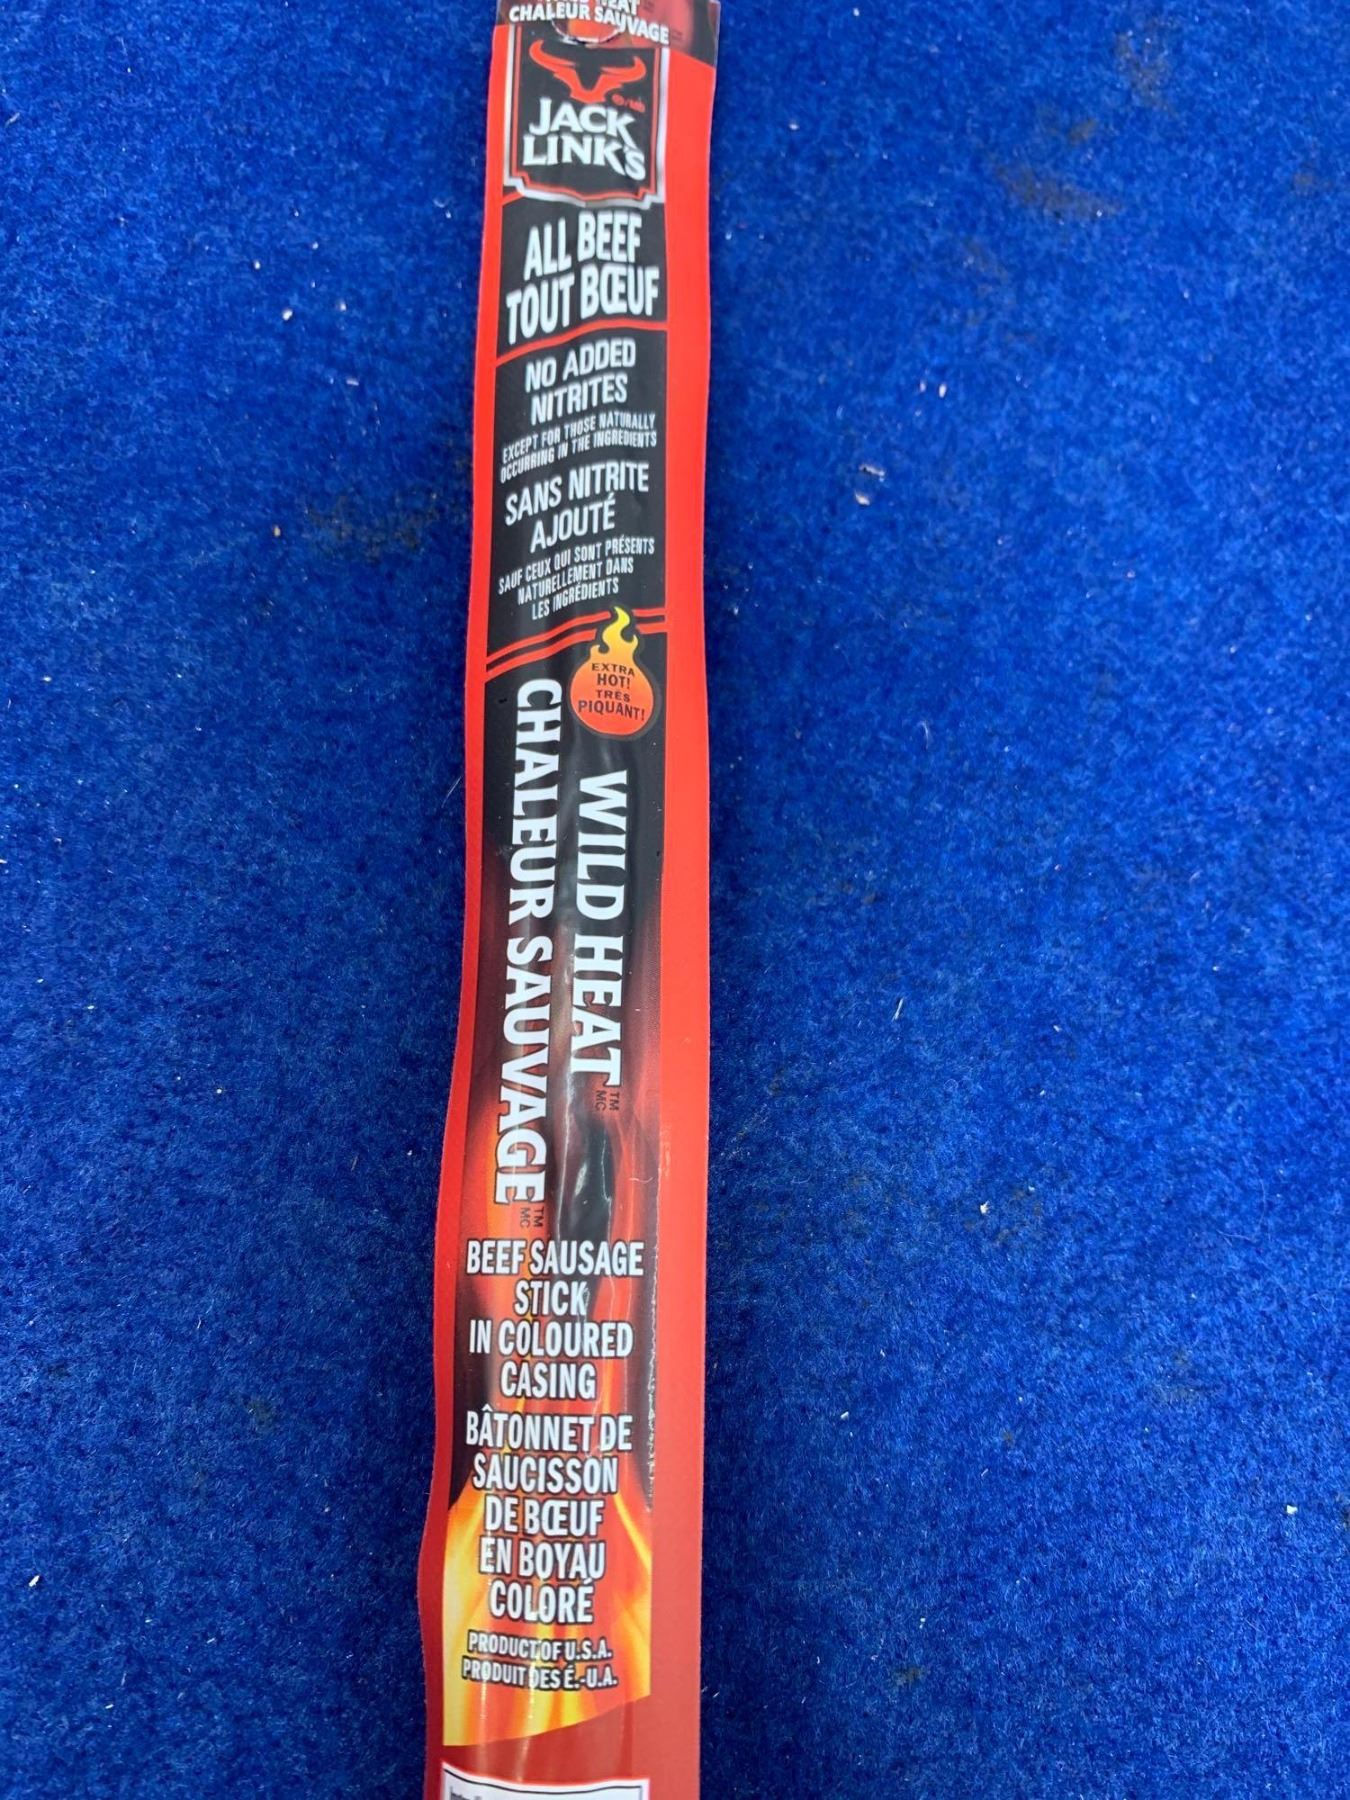 CHALEUR SAUVAGE
JACK
LINK'S
ALL BEEF
TOUT BŒUF
NO ADDED
NITRITES
EXCEPT FOR THOSE NATURALLY
OCCURRING IN THE INGREDIENTS
SANS NITRITE
AJOUTÉ
SAUF CEUX QUI SONT PRÉSENTS
NATURELLEMENT DANS
LES INGRÉDIENTS
EXTRA
HOT!
TRÈS
PIQUANT!
WILD HEAT TM MC
CHALEUR SAUVAGE TM MC
BEEF SAUSAGE
STICK
IN COLOURED
CASING
BÂTONNET DE
SAUCISSON
DE BŒUF
EN BOYAU
COLORÉ
PRODUCT OF U.S.A.
PRODUIT DES É.-U.A.